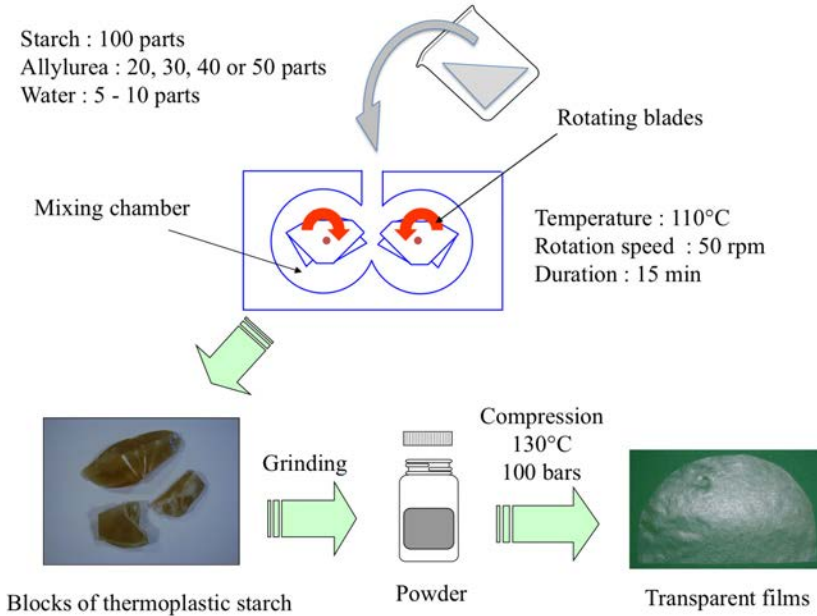 Starch : 100 parts
Allylurea : 20, 30, 40 or 50 parts
Water : 5 - 10 parts
Rotating blades
Mixing chamber
Temperature : 110°C
Rotation speed  : 50 rpm
Duration : 15 min
Grinding
Compression
130°C
100 bars
Blocks of thermoplastic starch
Powder
Transparent films